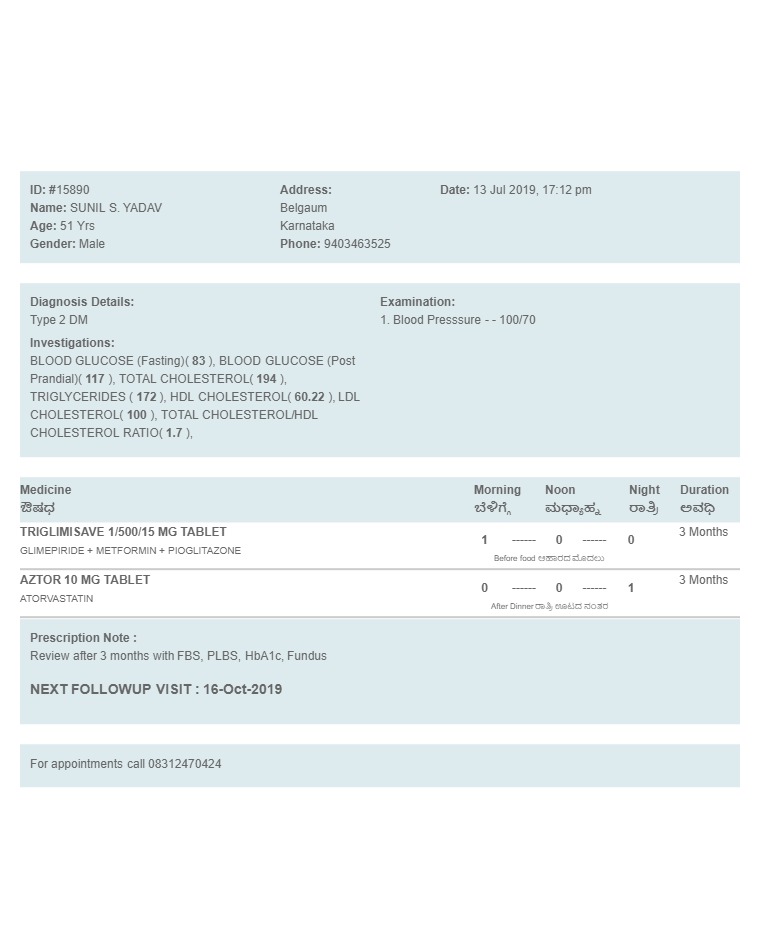 ID: #15890
Name: SUNIL S. YADAV
Age: 51 Yrs
Gender: Male
Address:
Belgaum
Karnataka
Phone: 9403463525
Date: 13 Jul 2019, 17:12 pm
Diagnosis Details:
Type 2 DM
Investigations:
BLOOD GLUCOSE (Fasting)( 83 ), BLOOD GLUCOSE (Post
Prandial)( 117 ), TOTAL CHOLESTEROL( 194 ),
TRIGLYCERIDES ( 172 ), HDL CHOLESTEROL( 60.22 ), LDL
CHOLESTEROL( 100 ), TOTAL CHOLESTEROL/HDL
CHOLESTEROL RATIO( 1.7 ),
Examination:
1. Blood Presssure - - 100/70
Medicine Morning Noon Night Duration
ಔಷಧ ಬೆಳಿಗ್ಗೆ ಮಧ್ಯಾಹ್ನ ರಾತ್ರಿ ಅವಧಿ
TRIGLIMISAVE 1/500/15 MG TABLET 1 ------ 0 ------ 0 3 Months
GLIMEPIRIDE + METFORMIN + PIOGLITAZONE Before food ಆಹಾರದ ಮೊದಲು
AZTOR 10 MG TABLET 0 ------ 0 ------ 1 3 Months
ATORVASTATIN After Dinner ರಾತ್ರಿ ಊಟದ ನಂತರ
Prescription Note :
Review after 3 months with FBS, PLBS, HbA1c, Fundus
NEXT FOLLOWUP VISIT : 16-Oct-2019
For appointments call 08312470424